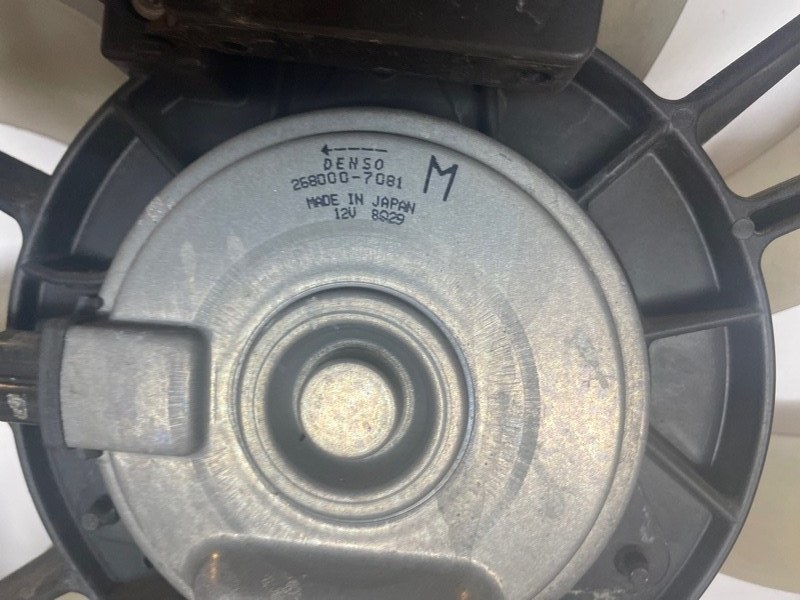 DENSO
268000-7081
M
MADE IN JAPAN
12V 8Q29